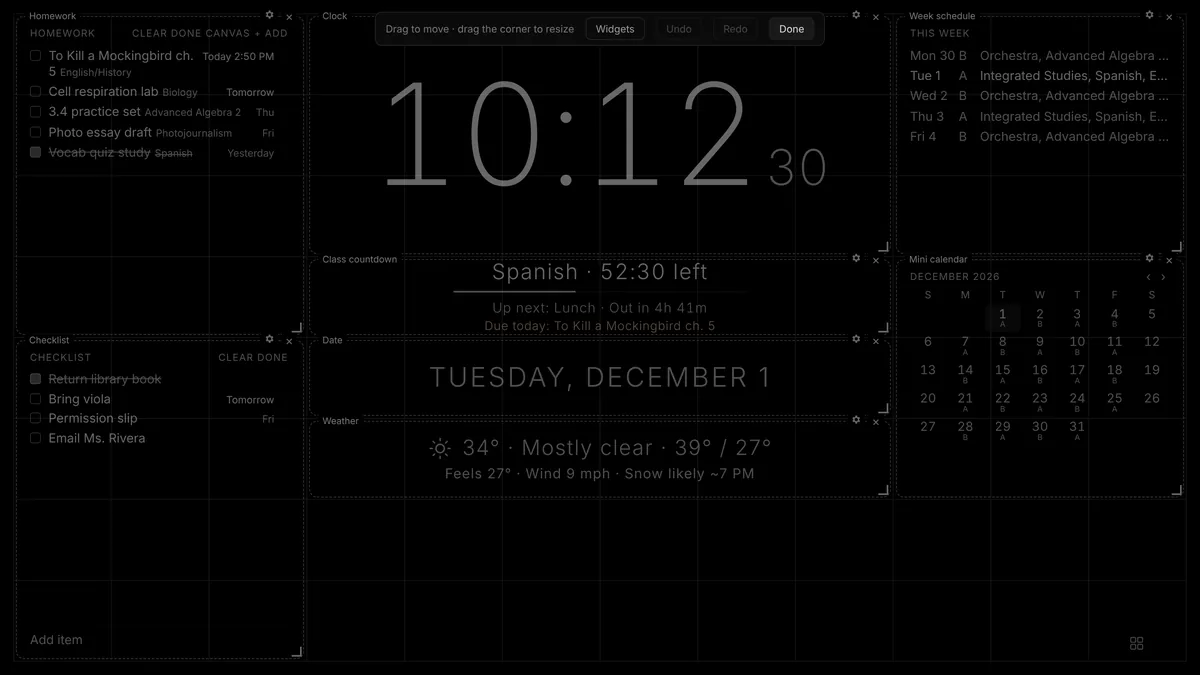 Drag to move · drag the corner to resize Widgets Undo Redo Done
Homework
HOMEWORK CLEAR DONE CANVAS + ADD
To Kill a Mockingbird ch. Today 2:50 PM
5 English/History
Cell respiration lab Biology Tomorrow
3.4 practice set Advanced Algebra 2 Thu
Photo essay draft Photojournalism Fri
Vocab quiz study Spanish Yesterday
Checklist
CHECKLIST CLEAR DONE
Return library book
Bring viola Tomorrow
Permission slip Fri
Email Ms. Rivera
Add item
Clock
10:12 30
Class countdown
Spanish · 52:30 left
Up next: Lunch · Out in 4h 41m
Due today: To Kill a Mockingbird ch. 5
Date
TUESDAY, DECEMBER 1
Weather
34° · Mostly clear · 39° / 27°
Feels 27° · Wind 9 mph · Snow likely ~7 PM
Week schedule
THIS WEEK
Mon 30 B Orchestra, Advanced Algebra ...
Tue 1 A Integrated Studies, Spanish, E...
Wed 2 B Orchestra, Advanced Algebra ...
Thu 3 A Integrated Studies, Spanish, E...
Fri 4 B Orchestra, Advanced Algebra ...
Mini calendar
DECEMBER 2026
S M T W T F S
1 2 3 4 5
A B A B
6 7 8 9 10 11 12
A B A B A
13 14 15 16 17 18 19
B A B A B
20 21 22 23 24 25 26
A B A B A
27 28 29 30 31
B A B A